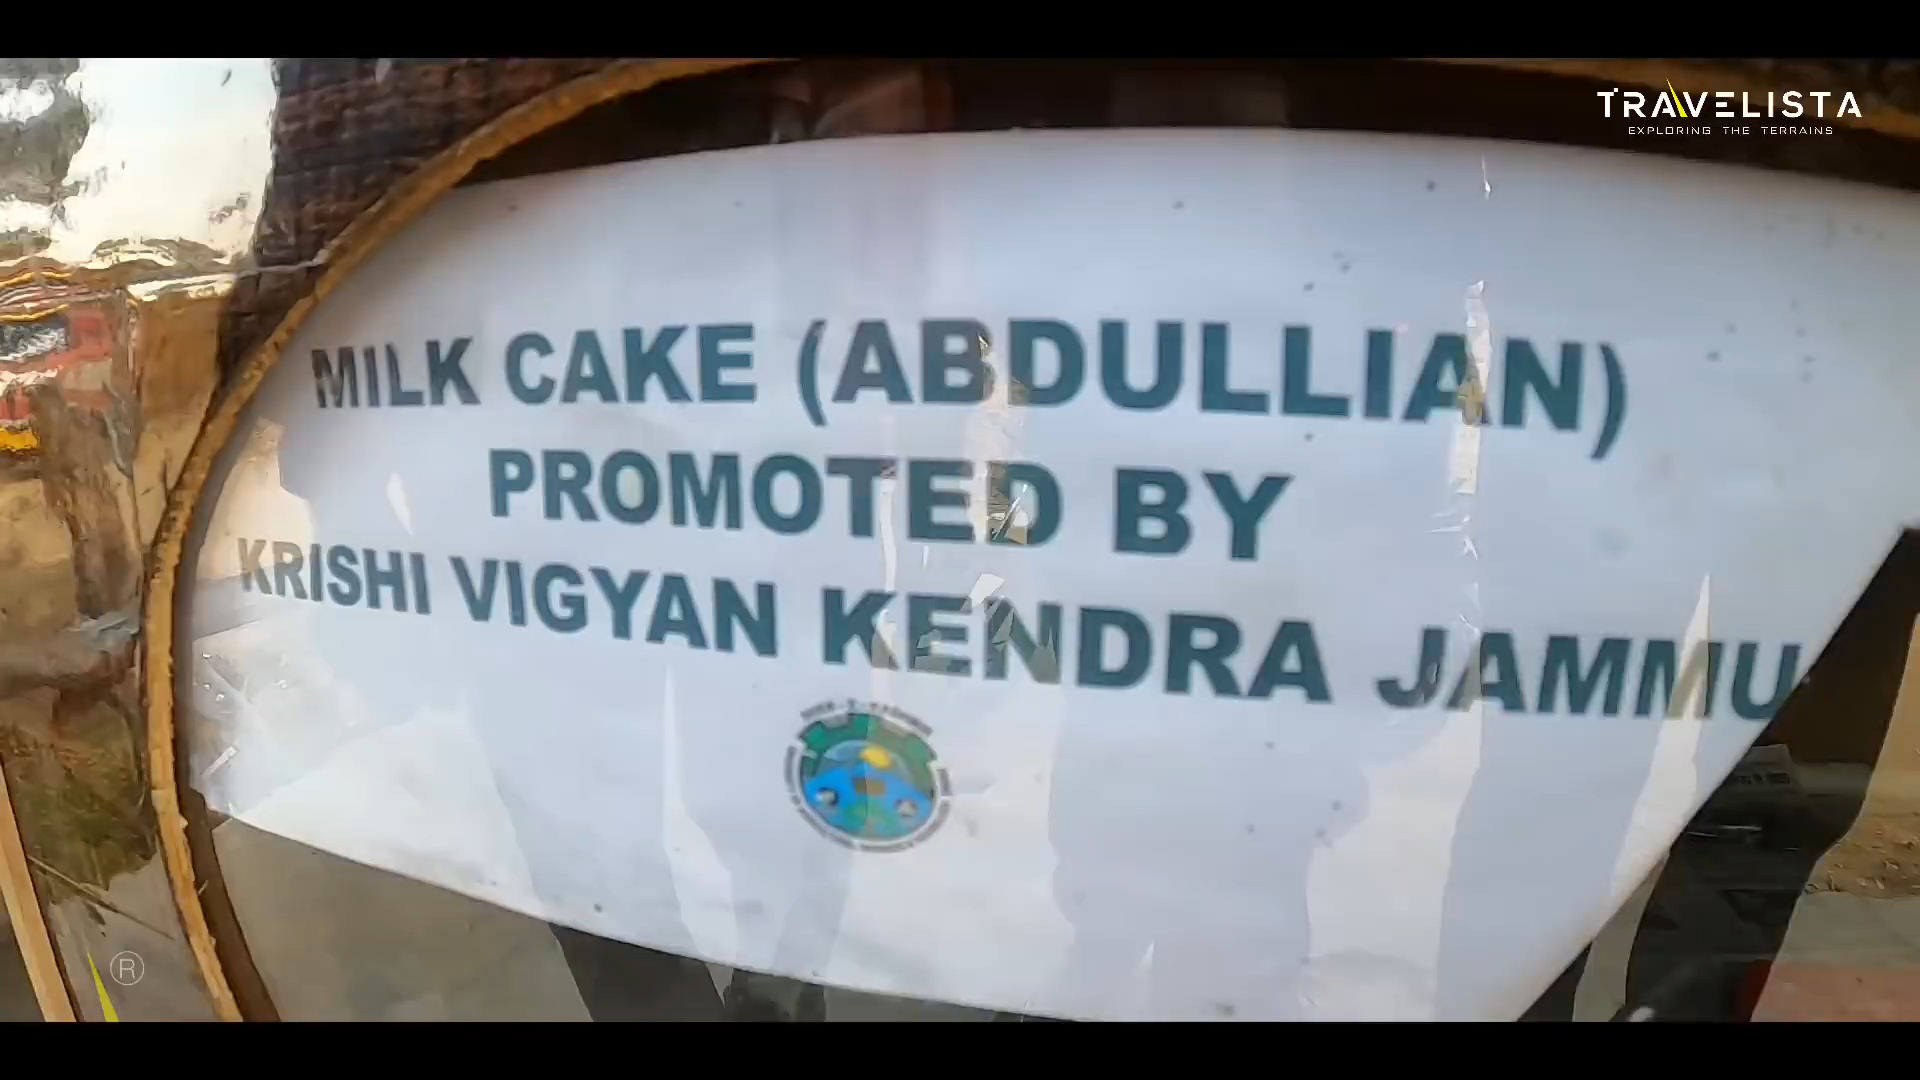 TRAVELISTA
EXPLORING THE TERRAINS
MILK CAKE (ABDULLIAN)
PROMOTED BY
KRISHI VIGYAN KENDRA JAMMU
®